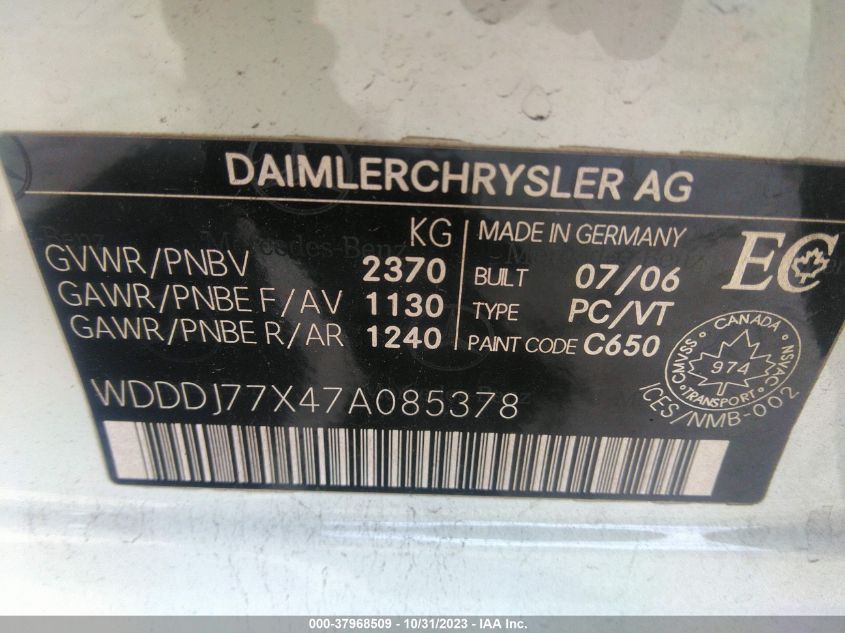 DAIMLERCHRYSLER AG
KG
GVWR/PNBV 2370
GAWR/PNBE F/AV 1130
GAWR/PNBE R/AR 1240
MADE IN GERMANY
BUILT 07/06
TYPE PC/VT
PAINT CODE C650
EC
CANADA
CMVSS 974 NSVAC
TRANSPORT
ICES/NMB-002
WDDDJ77X47A085378
Mercedes-Benz
000-37968509 - 10/31/2023 - IAA Inc.